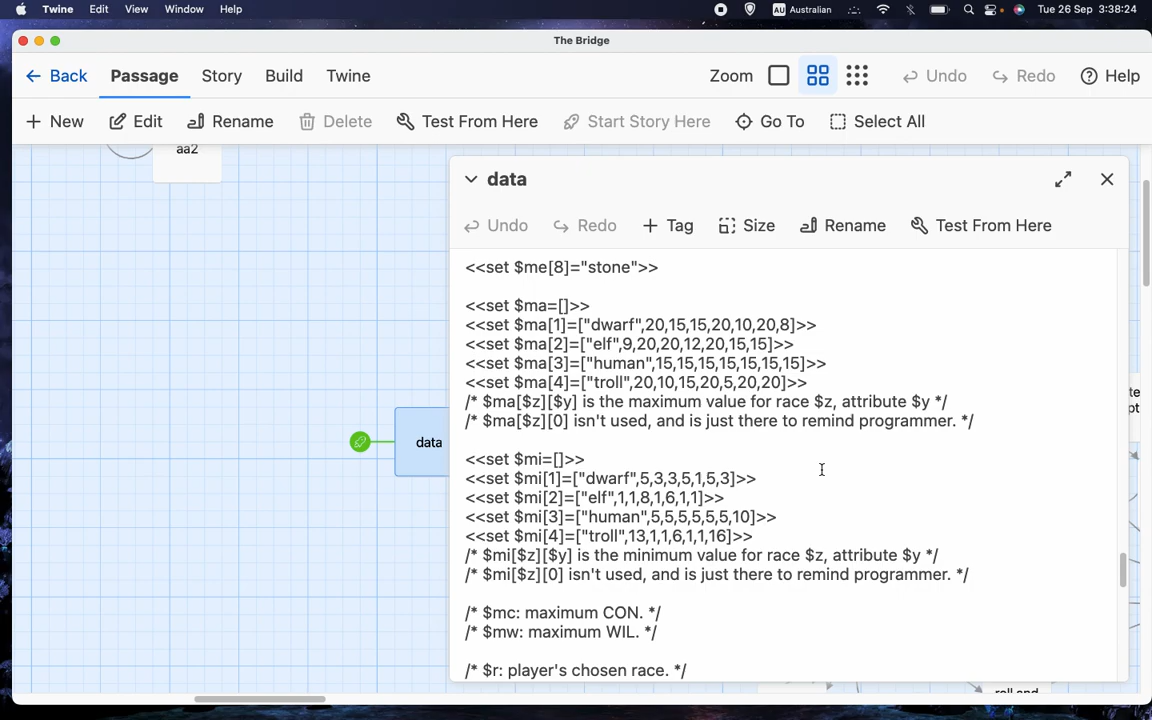 Twine Edit View Window Help AU Australian Tue 26 Sep 3:38:24
The Bridge
Back Passage Story Build Twine Zoom Undo Redo Help
New Edit Rename Delete Test From Here Start Story Here Go To Select All
aa2
data
Undo Redo Tag Size Rename Test From Here
<<set $me[8]="stone">>
<<set $ma=[]>>
<<set $ma[1]=["dwarf",20,15,15,20,10,20,8]>>
<<set $ma[2]=["elf",9,20,20,12,20,15,15]>>
<<set $ma[3]=["human",15,15,15,15,15,15,15]>>
<<set $ma[4]=["troll",20,10,15,20,5,20,20]>>
/* $ma[$z][$y] is the maximum value for race $z, attribute $y */
/* $ma[$z][0] isn't used, and is just there to remind programmer. */
<<set $mi=[]>>
<<set $mi[1]=["dwarf",5,3,3,5,1,5,3]>>
<<set $mi[2]=["elf",1,1,8,1,6,1,1]>>
<<set $mi[3]=["human",5,5,5,5,5,5,10]>>
<<set $mi[4]=["troll",13,1,1,6,1,1,16]>>
/* $mi[$z][$y] is the minimum value for race $z, attribute $y */
/* $mi[$z][0] isn't used, and is just there to remind programmer. */
/* $mc: maximum CON. */
/* $mw: maximum WIL. */
/* $r: player's chosen race. */
data